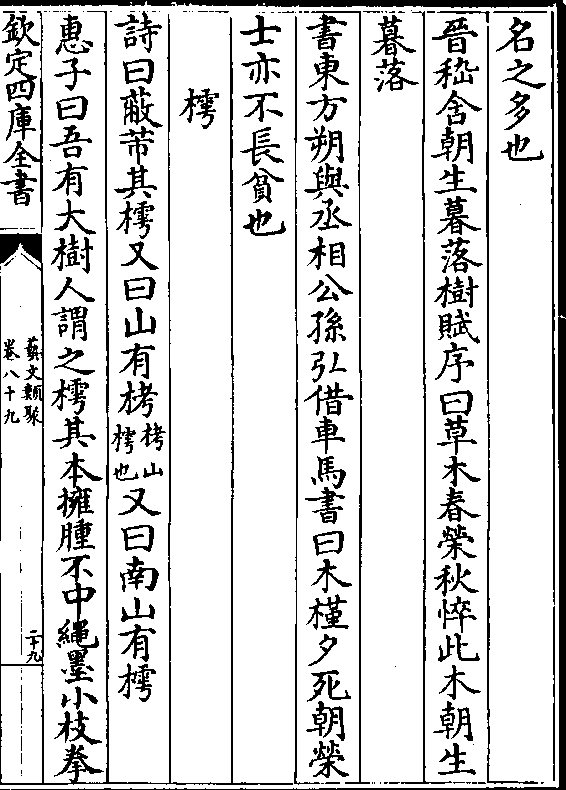 名之多也
晉嵇含朝生暮落樹賦序曰草木春榮秋悴此木朝生
暮落
書東方朔與丞相公孫弘借車馬書曰木槿夕死朝榮
士亦不長貧也
樗
詩曰蔽芾其樗又曰山有栲栲山樗也又曰南山有樗
惠子曰吾有大樹人謂之樗其本擁腫不中繩墨小枝拳
欽定四庫全書
藝文類聚
卷八十九
二十九